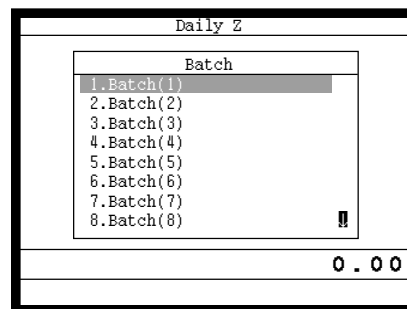 Daily Z
Batch
1.Batch(1)
2.Batch(2)
3.Batch(3)
4.Batch(4)
5.Batch(5)
6.Batch(6)
7.Batch(7)
8.Batch(8)
0.00